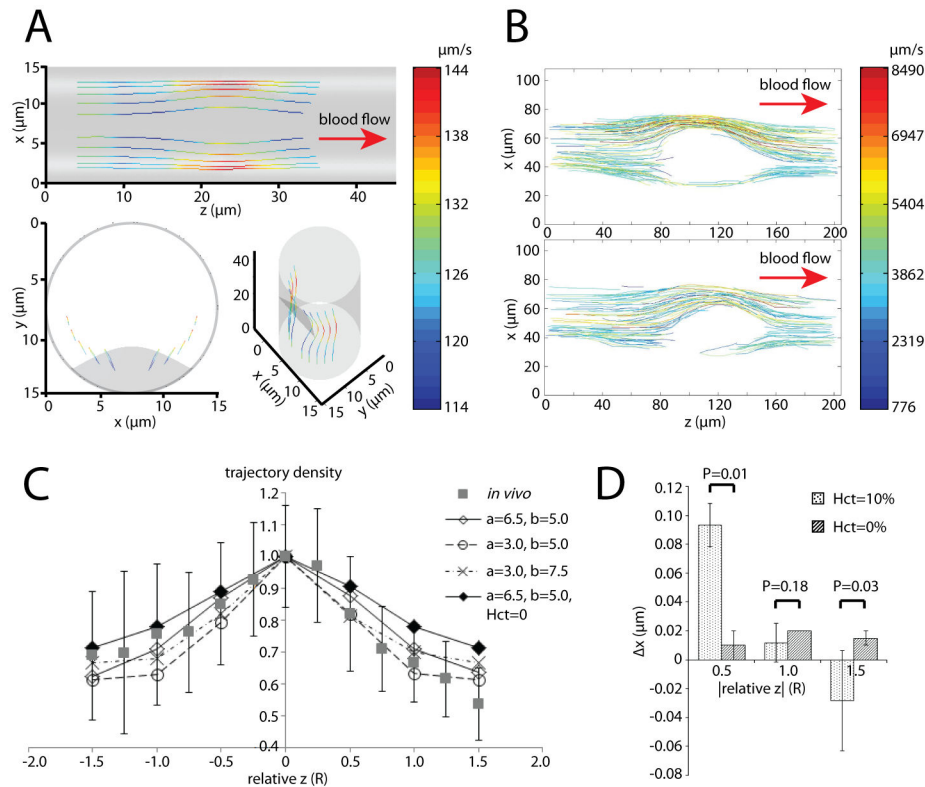 A
B
µm/s
144
138
132
126
120
114
15
10
5
0
x (µm)
blood flow
0
10
20
30
40
z (µm)
0
5
10
15
y (µm)
0
5
10
15
x (µm)
40
20
0
0
5
10
15
x (µm)
0
5
10
15
y (µm)
µm/s
8490
6947
5404
3862
2319
776
100
80
60
40
20
0
x (µm)
blood flow
0
40
80
120
160
200
100
80
60
40
20
0
x (µm)
blood flow
0
40
80
120
160
200
z (µm)
C
trajectory density
1.2
1.1
1.0
0.9
0.8
0.7
0.6
0.5
0.4
-2.0
-1.5
-1.0
-0.5
0.0
0.5
1.0
1.5
2.0
relative z (R)
in vivo
a=6.5, b=5.0
a=3.0, b=5.0
a=3.0, b=7.5
a=6.5, b=5.0,
Hct=0
D
P=0.01
P=0.18
P=0.03
Hct=10%
Hct=0%
0.12
0.10
0.08
0.06
0.04
0.02
0
-0.02
-0.04
-0.06
-0.08
Δx (µm)
0.5
1.0
1.5
|relative z| (R)